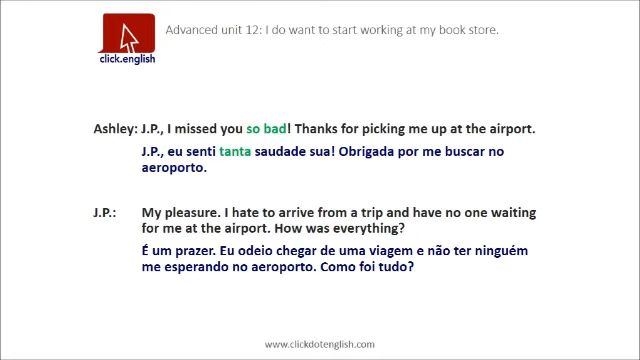 Advanced unit 12: I do want to start working at my book store.
click.english
Ashley: J.P., I missed you so bad! Thanks for picking me up at the airport.
J.P., eu senti tanta saudade sua! Obrigada por me buscar no
aeroporto.
J.P.: My pleasure. I hate to arrive from a trip and have no one waiting
for me at the airport. How was everything?
É um prazer. Eu odeio chegar de uma viagem e não ter ninguém
me esperando no aeroporto. Como foi tudo?
www.clickdotenglish.com